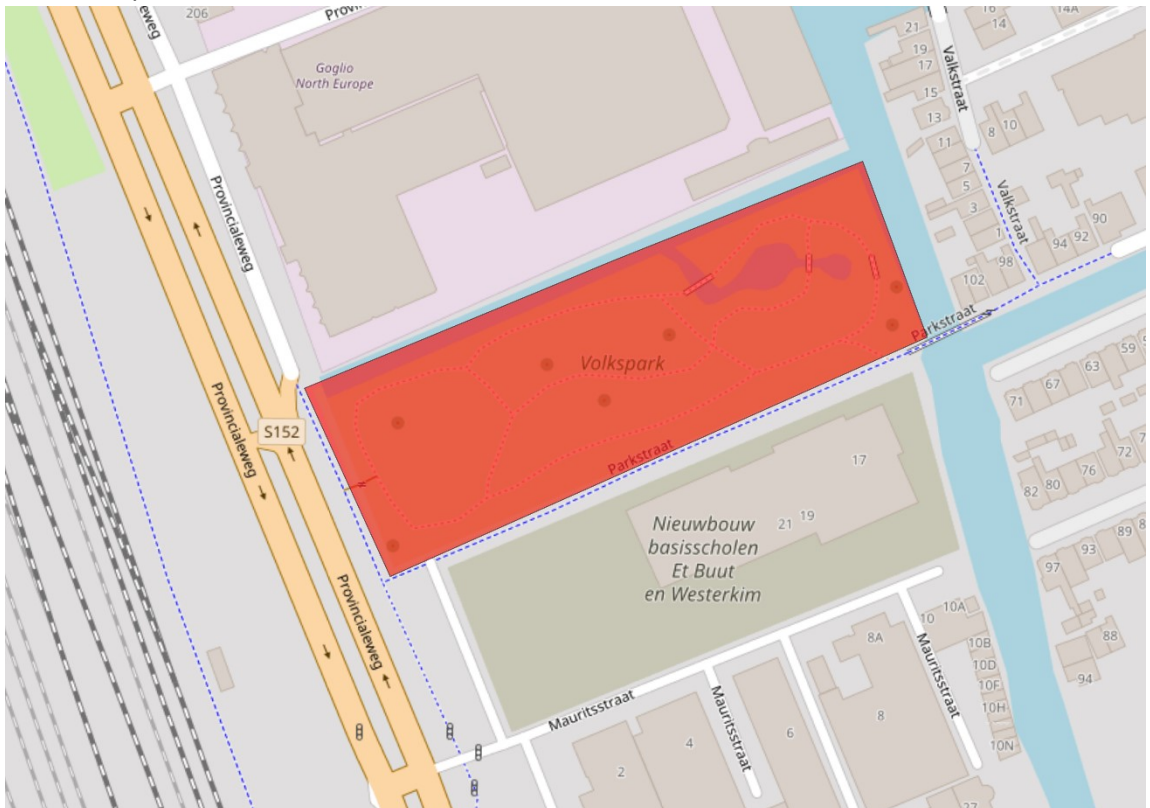 206
Provincialeweg
Provi
21
19
17
15
13
11
7
5
3
1
Valkstraat
16
14
14A
8
10
Goglio
North Europe
Provincialeweg
Valkstraat
90
92
94
98
102
Parkstraat
Volkspark
S152
Provincialeweg
Parkstraat
17
21
19
Nieuwbouw
basisscholen
Et Buut
en Westerkim
59
63
67
71
72
76
80
82
89
93
97
88
94
Provincialeweg
Mauritsstraat
Mauritsstraat
Mauritsstraat
10A
10
10B
10D
10F
10H
10N
8A
8
6
4
2
27